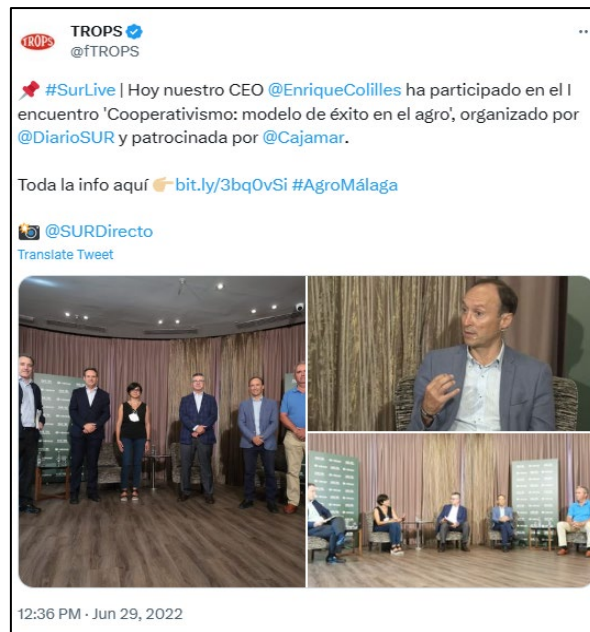 TROPS
TROPS
@fTROPS
📌 #SurLive | Hoy nuestro CEO @EnriqueColilles ha participado en el I
encuentro 'Cooperativismo: modelo de éxito en el agro', organizado por
@DiarioSUR y patrocinada por @Cajamar.
Toda la info aquí 👉🏼 bit.ly/3bq0vSi #AgroMálaga
📸 @SURDirecto
Translate Tweet
12:36 PM · Jun 29, 2022